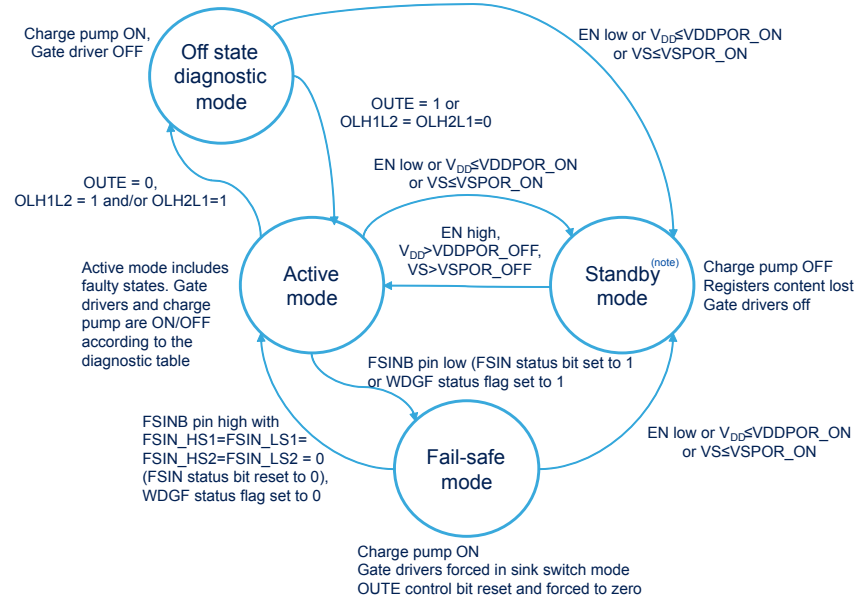 Charge pump ON,
Gate driver OFF
Off state
diagnostic
mode
EN low or VDD≤VDDPOR_ON
or VS≤VSPOR_ON
OUTE = 1 or
OLH1L2 = OLH2L1=0
OUTE = 0,
OLH1L2 = 1 and/or OLH2L1=1
EN low or VDD≤VDDPOR_ON
or VS≤VSPOR_ON
EN high,
VDD>VDDPOR_OFF,
VS>VSPOR_OFF
Active mode includes
faulty states. Gate
drivers and charge
pump are ON/OFF
according to the
diagnostic table
Active
mode
Standby (note)
mode
Charge pump OFF
Registers content lost
Gate drivers off
FSINB pin low (FSIN status bit set to 1
or WDGF status flag set to 1
FSINB pin high with
FSIN_HS1=FSIN_LS1=
FSIN_HS2=FSIN_LS2 = 0
(FSIN status bit reset to 0),
WDGF status flag set to 0
Fail-safe
mode
EN low or VDD≤VDDPOR_ON
or VS≤VSPOR_ON
Charge pump ON
Gate drivers forced in sink switch mode
OUTE control bit reset and forced to zero